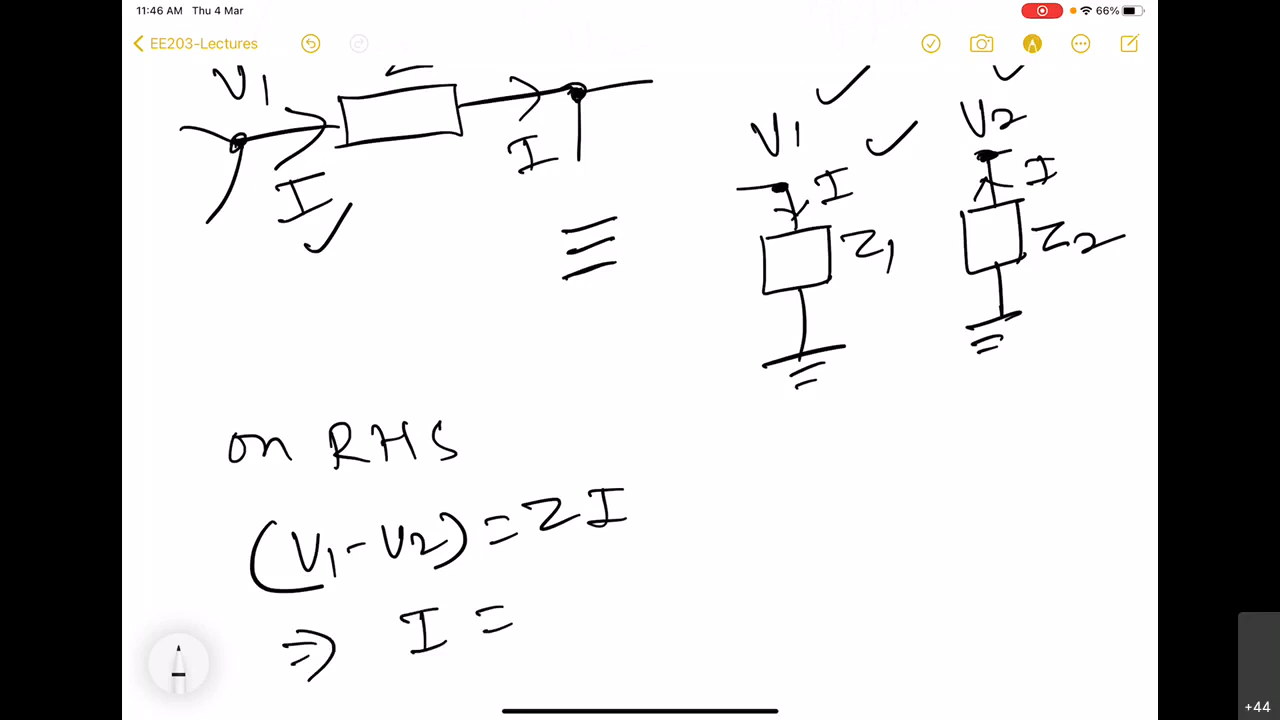 11:46 AM Thu 4 Mar
66%
EE203-Lectures
V1
I
I
V1
I
Z1
V2
I
Z2
on RHS
(V1 - V2) = ZI
⇒ I =
+44